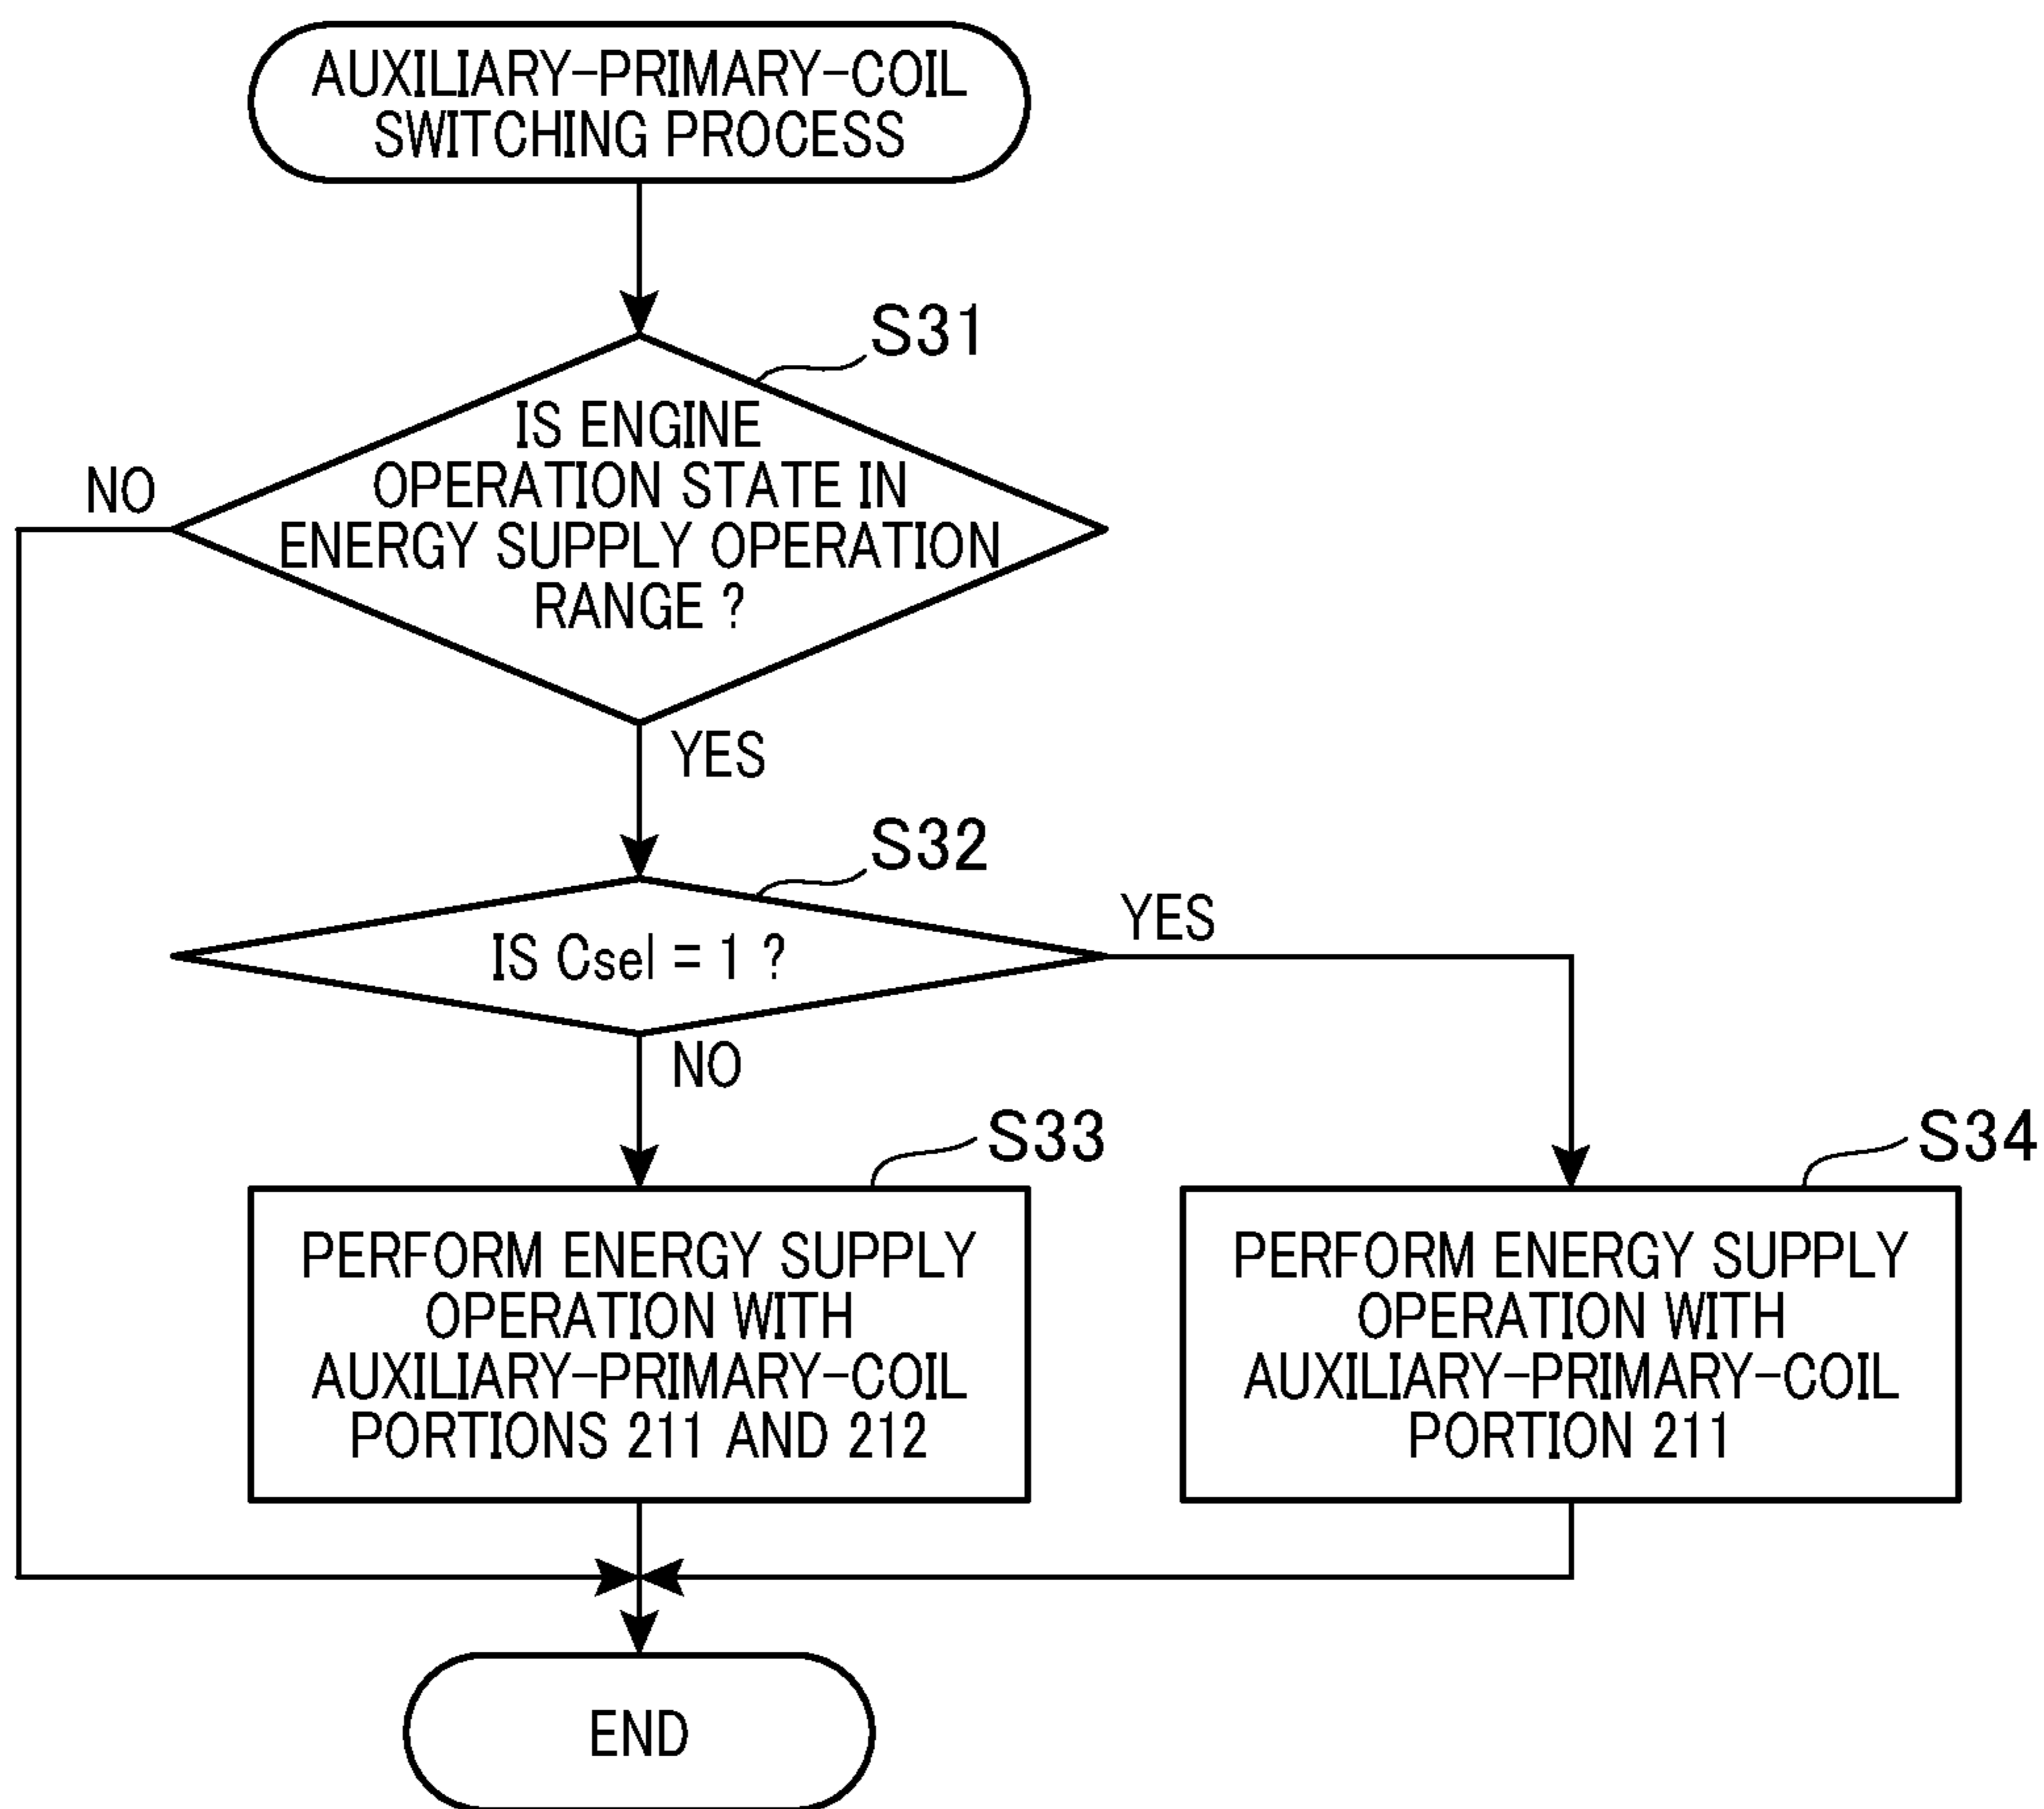 AUXILIARY-PRIMARY-COIL
SWITCHING PROCESS
S31
IS ENGINE
OPERATION STATE IN
ENERGY SUPPLY OPERATION
RANGE ?
NO
YES
S32
IS Csel = 1 ?
YES
NO
S33
PERFORM ENERGY SUPPLY
OPERATION WITH
AUXILIARY-PRIMARY-COIL
PORTIONS 211 AND 212
S34
PERFORM ENERGY SUPPLY
OPERATION WITH
AUXILIARY-PRIMARY-COIL
PORTION 211
END